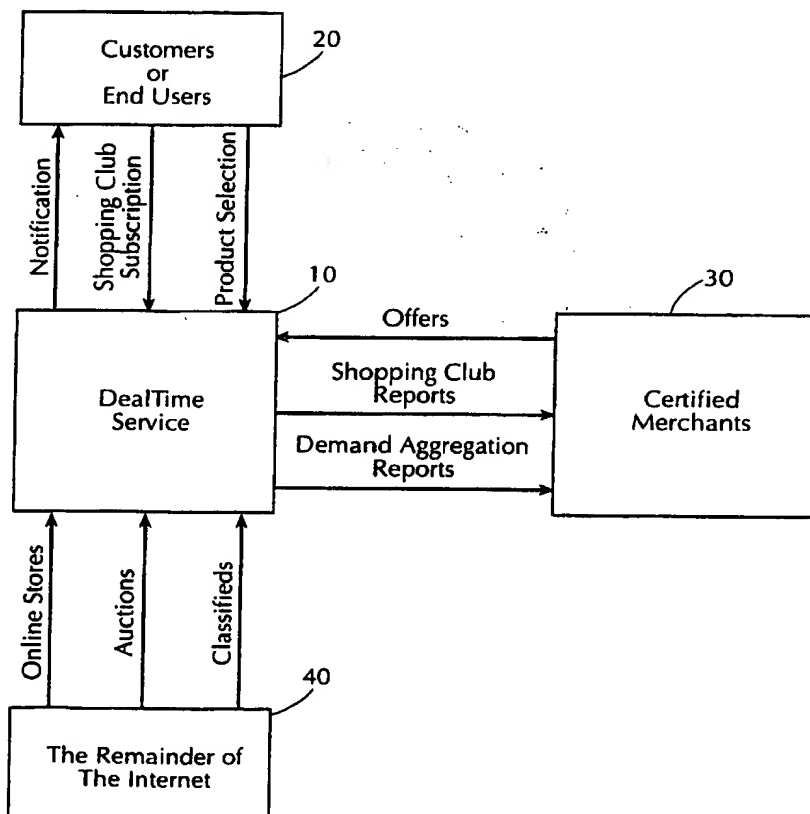 Customers
or
End Users
20
Notification
Shopping Club
Subscription
Product Selection
10
30
DealTime
Service
Offers
Shopping Club
Reports
Demand Aggregation
Reports
Certified
Merchants
Online Stores
Auctions
Classifieds
40
The Remainder of
The Internet